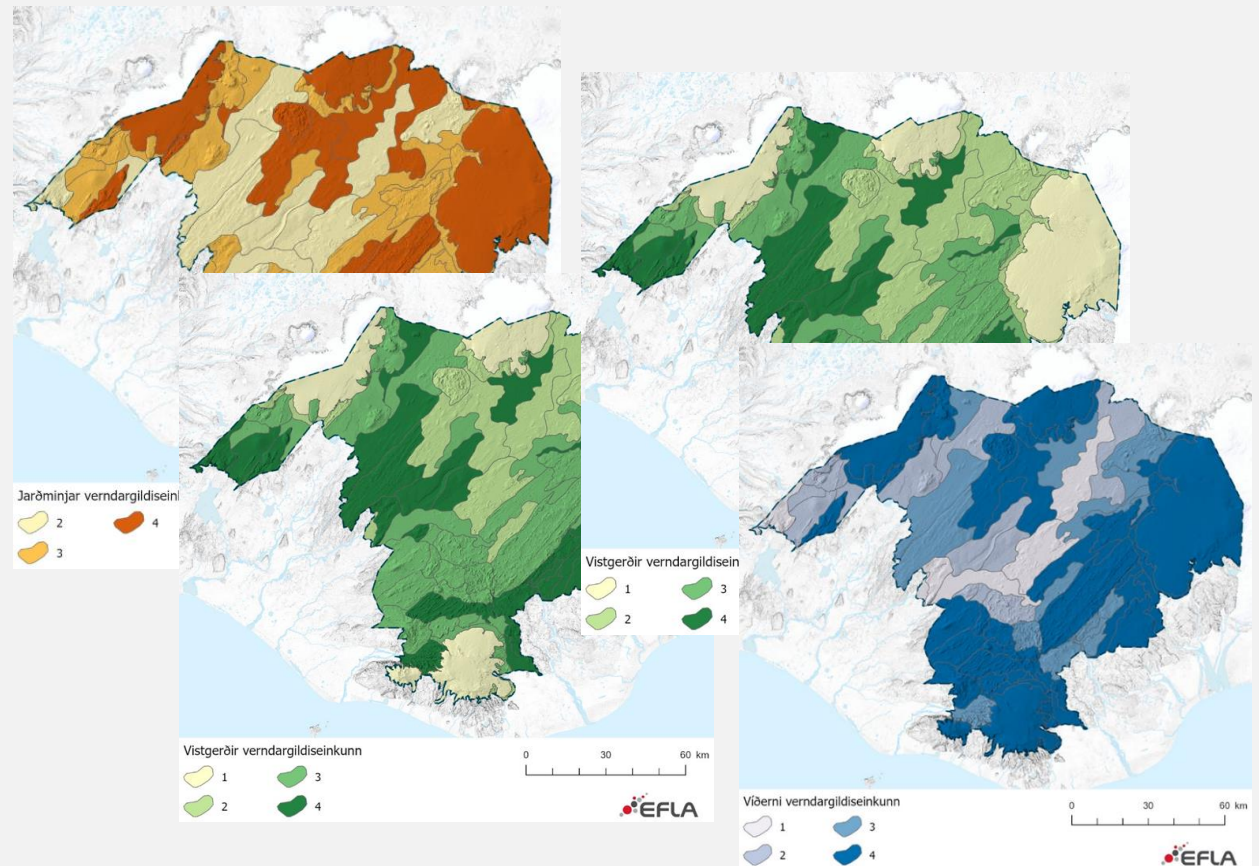 Jarðminjar verndargildiseinl
2
4
3
Vistgerðir verndargildiseinkunn
1
3
2
4
0 30 60 km
EFLA
Vistgerðir verndargildisein
1
3
2
4
Víðerni verndargildiseinkunn
1
3
2
4
0 30 60 km
EFLA